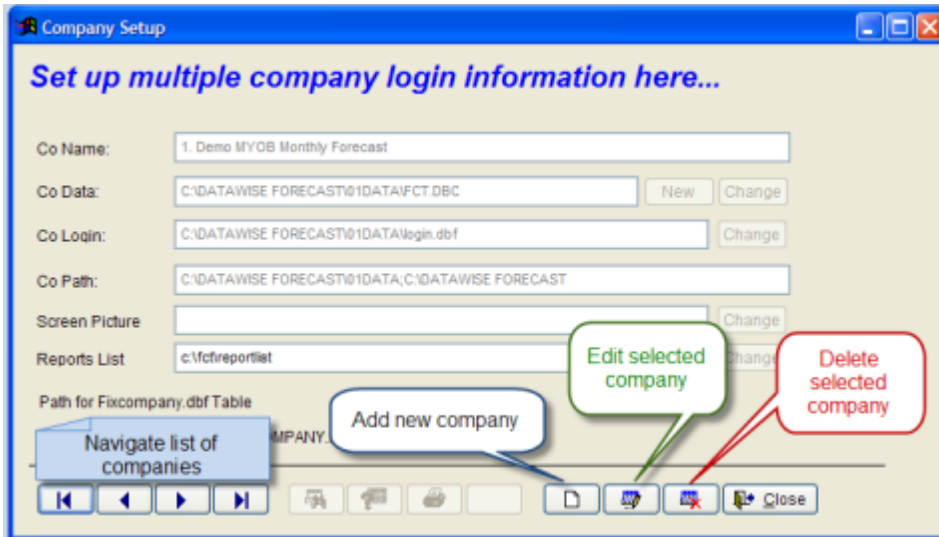 Company Setup
Set up multiple company login information here...
Co Name:
1. Demo MYOB Monthly Forecast
Co Data:
C:\DATAWISE FORECAST\01DATA\FCT.DBC
New
Change
Co Login:
C:\DATAWISE FORECAST\01DATA\login.dbf
Change
Co Path:
C:\DATAWISE FORECAST\01DATA;C:\DATAWISE FORECAST
Screen Picture
Change
Reports List
c:\fcf\reportlist
Change
Edit selected
company
Delete
selected
company
Path for Fixcompany.dbf Table
Add new company
Navigate list of
companies
Close